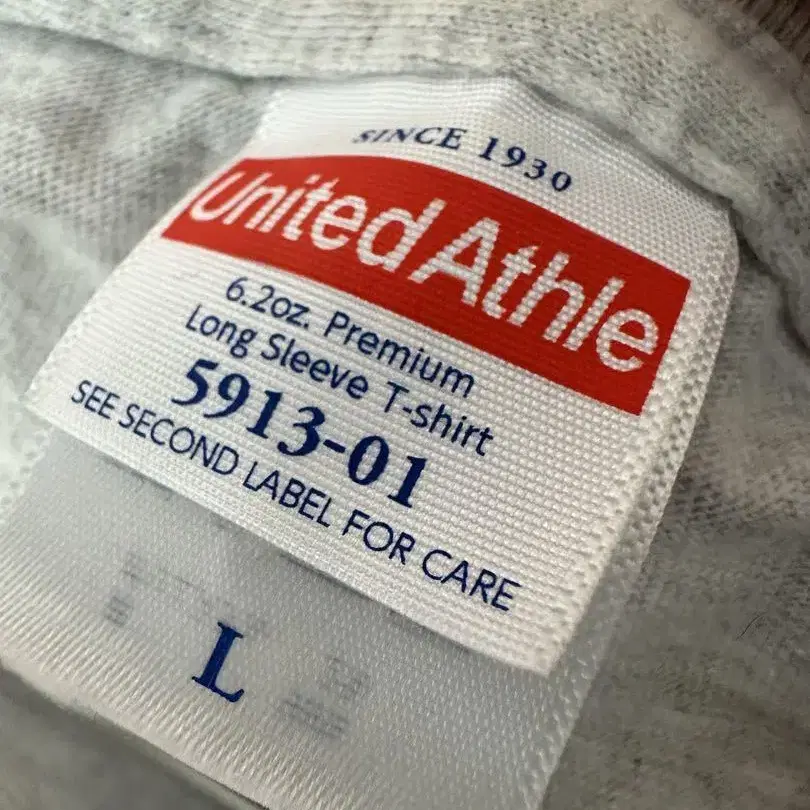 SINCE 1930
United Athle
6.2oz. Premium
Long Sleeve T-shirt
5913-01
SEE SECOND LABEL FOR CARE
L